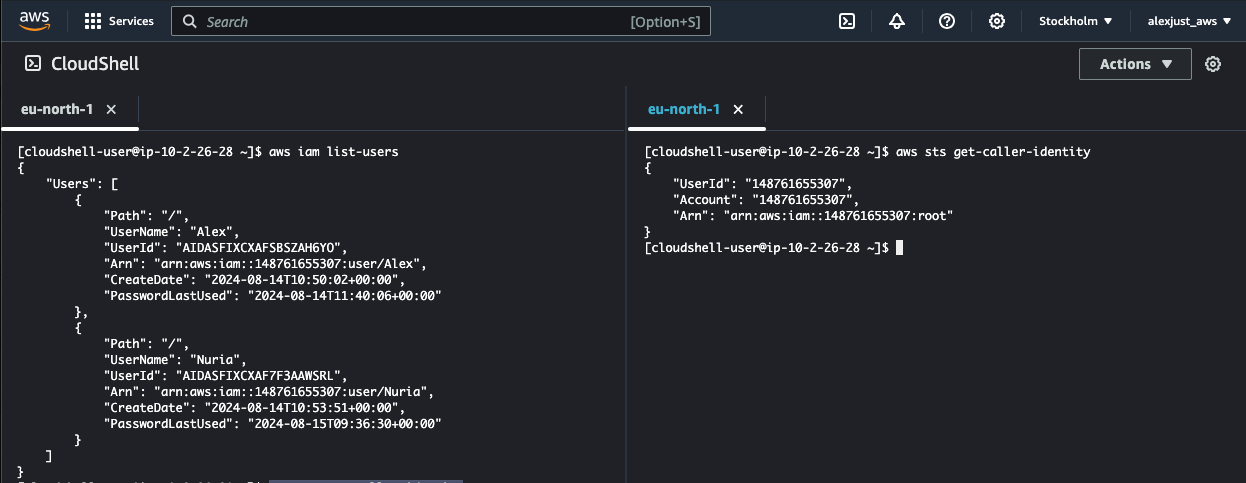 aws
Services
Search
[Option+S]
Stockholm
alexjust_aws
CloudShell
Actions
eu-north-1
[cloudshell-user@ip-10-2-26-28 ~]$ aws iam list-users
{
"Users": [
{
"Path": "/",
"UserName": "Alex",
"UserId": "AIDASFIXCXAFSBSZAH6YO",
"Arn": "arn:aws:iam::148761655307:user/Alex",
"CreateDate": "2024-08-14T10:50:02+00:00",
"PasswordLastUsed": "2024-08-14T11:40:06+00:00"
},
{
"Path": "/",
"UserName": "Nuria",
"UserId": "AIDASFIXCXAF7F3AAWSRL",
"Arn": "arn:aws:iam::148761655307:user/Nuria",
"CreateDate": "2024-08-14T10:53:51+00:00",
"PasswordLastUsed": "2024-08-15T09:36:30+00:00"
}
]
}
eu-north-1
[cloudshell-user@ip-10-2-26-28 ~]$ aws sts get-caller-identity
{
"UserId": "148761655307",
"Account": "148761655307",
"Arn": "arn:aws:iam::148761655307:root"
}
[cloudshell-user@ip-10-2-26-28 ~]$